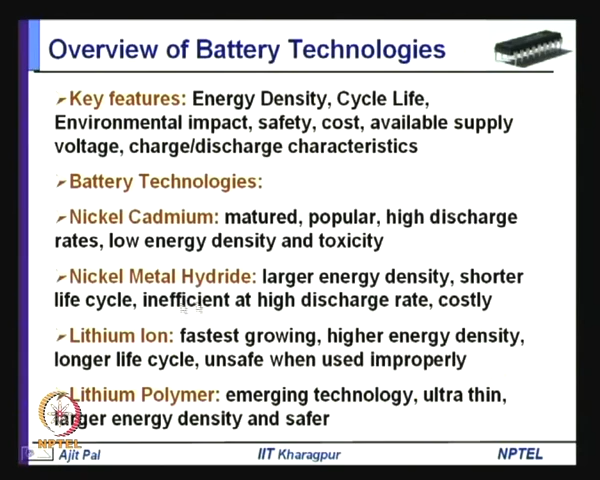 Overview of Battery Technologies
➢Key features: Energy Density, Cycle Life,
Environmental impact, safety, cost, available supply
voltage, charge/discharge characteristics
➢Battery Technologies:
➢Nickel Cadmium: matured, popular, high discharge
rates, low energy density and toxicity
➢Nickel Metal Hydride: larger energy density, shorter
life cycle, inefficient at high discharge rate, costly
➢Lithium Ion: fastest growing, higher energy density,
longer life cycle, unsafe when used improperly
➢Lithium Polymer: emerging technology, ultra thin,
larger energy density and safer
NPTEL
Ajit Pal IIT Kharagpur NPTEL